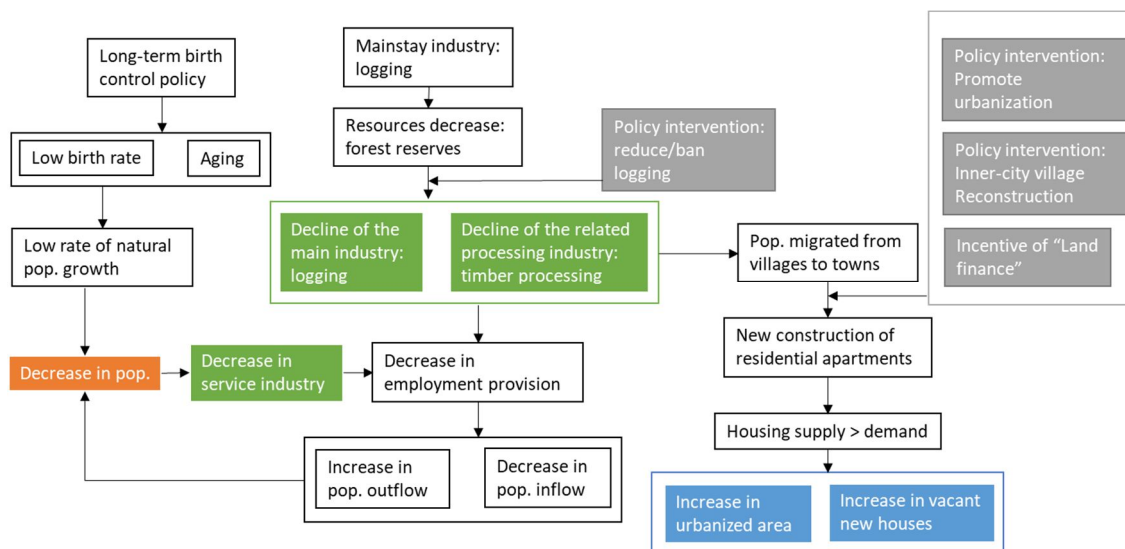 Long-term birth
control policy
Low birth rate
Aging
Low rate of natural
pop. growth
Decrease in pop.
Decrease in
service industry
Mainstay industry:
logging
Resources decrease:
forest reserves
Policy intervention:
reduce/ban
logging
Decline of the
main industry:
logging
Decline of the related
processing industry:
timber processing
Decrease in
employment provision
Increase in
pop. outflow
Decrease in
pop. inflow
Pop. migrated from
villages to towns
Policy intervention:
Promote
urbanization
Policy intervention:
Inner-city village
Reconstruction
Incentive of “Land
finance”
New construction of
residential apartments
Housing supply > demand
Increase in
urbanized area
Increase in vacant
new houses